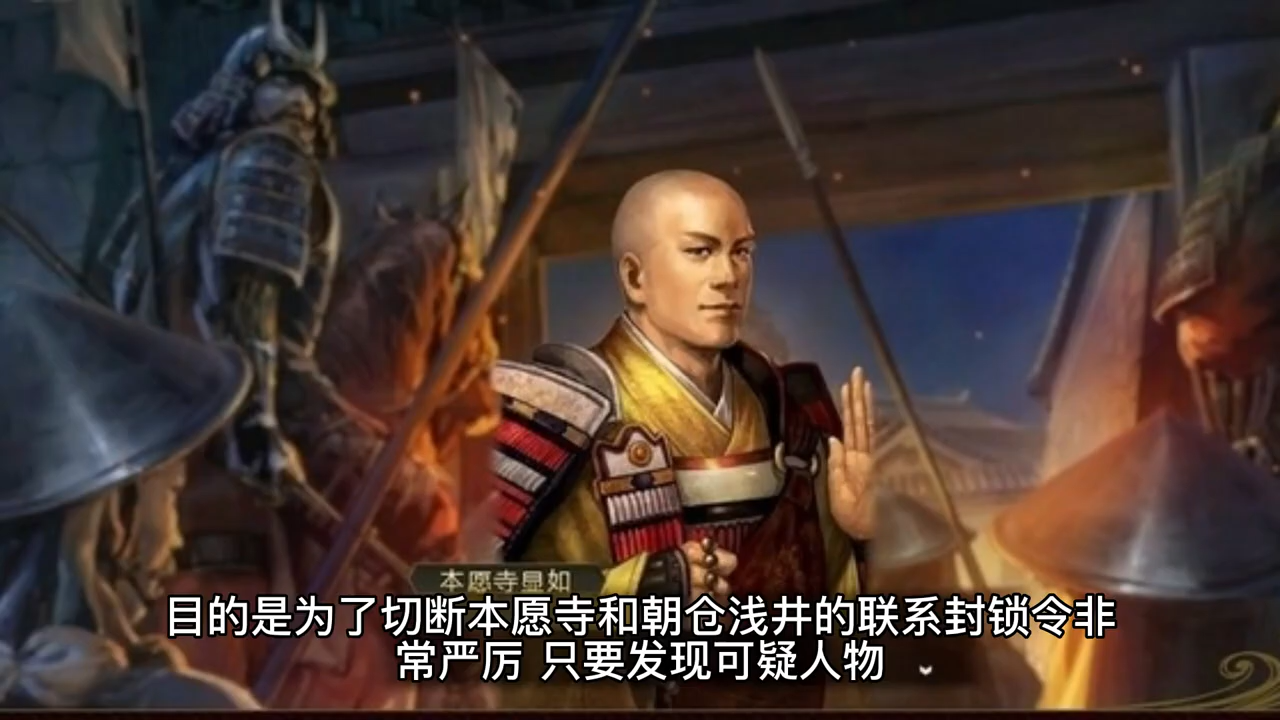 本愿寺显如
目的是为了切断本愿寺和朝仓浅井的联系封锁令非
常严厉 只要发现可疑人物